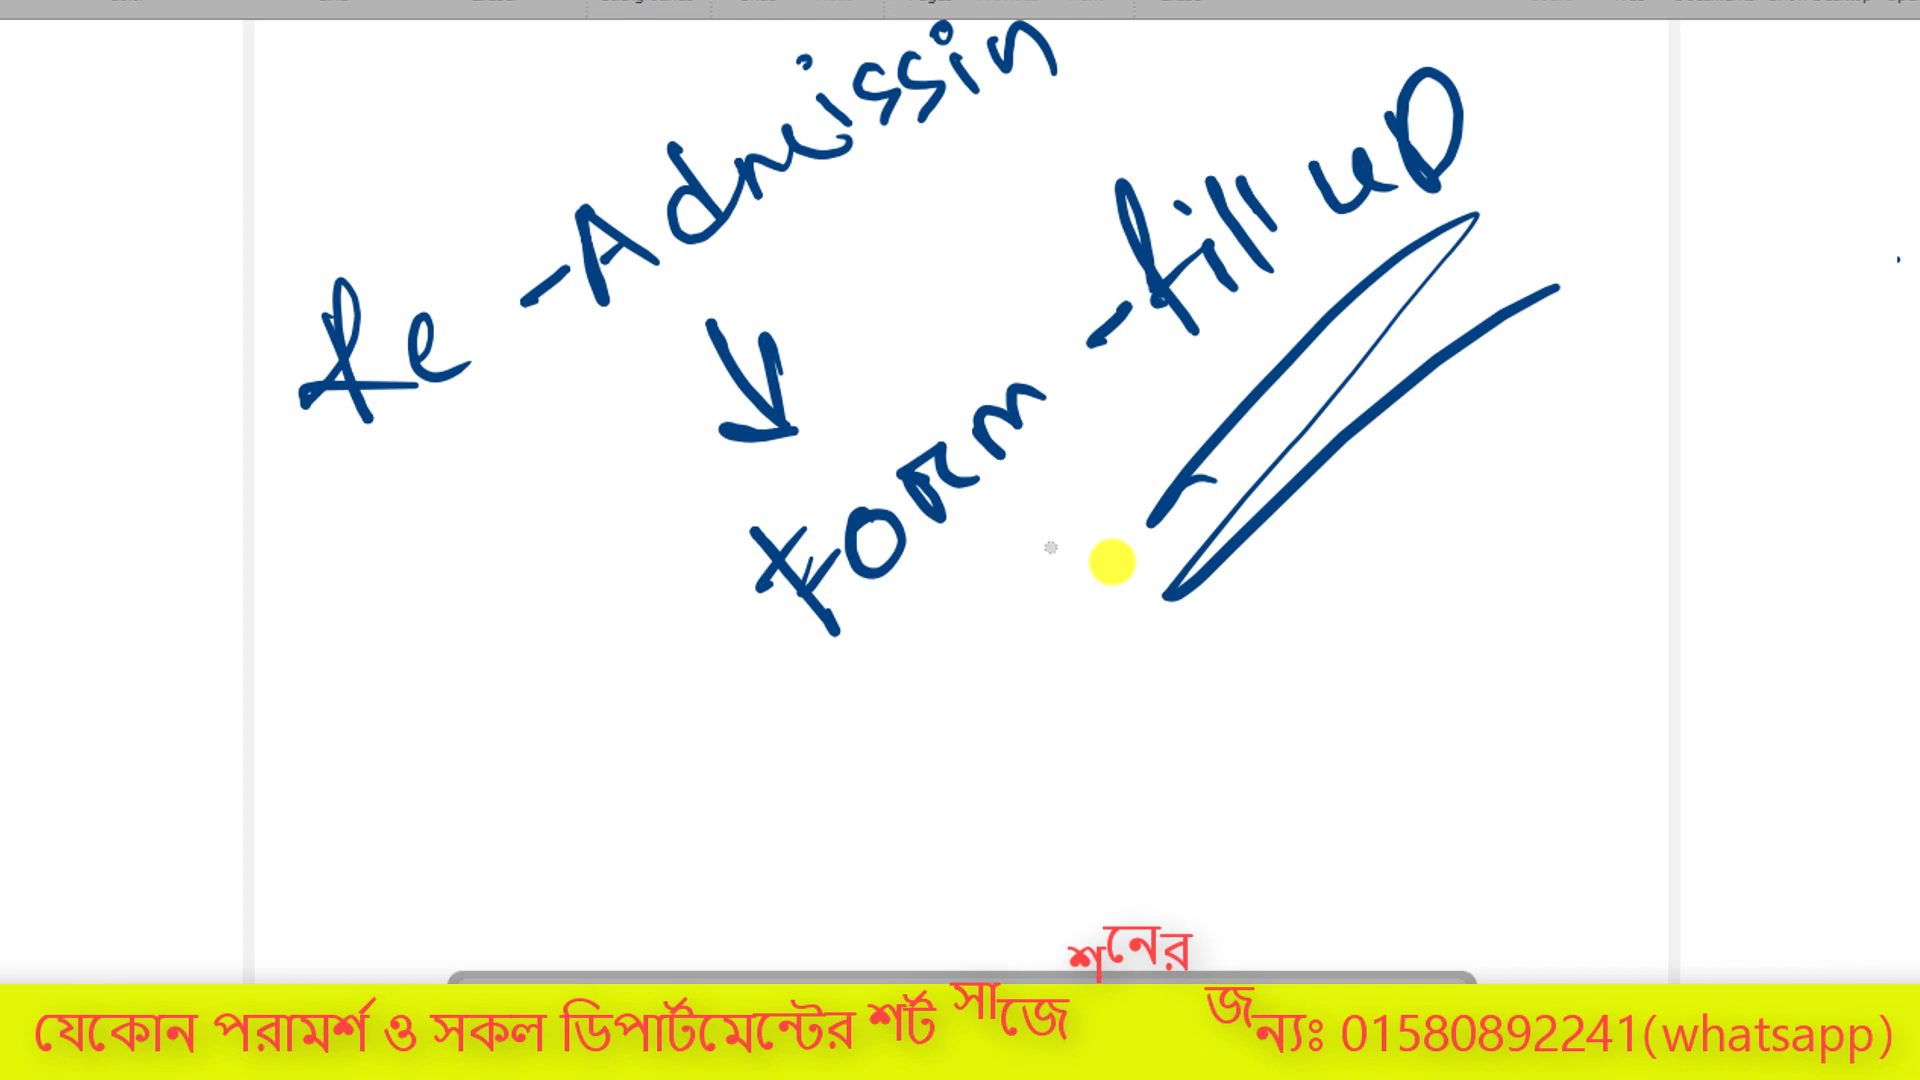 Re -Admissin
Form -fill up
যেকোন পরামর্শ ও সকল ডিপার্টমেন্টের শর্ট সাজেশনের জন্যঃ 01580892241(whatsapp)